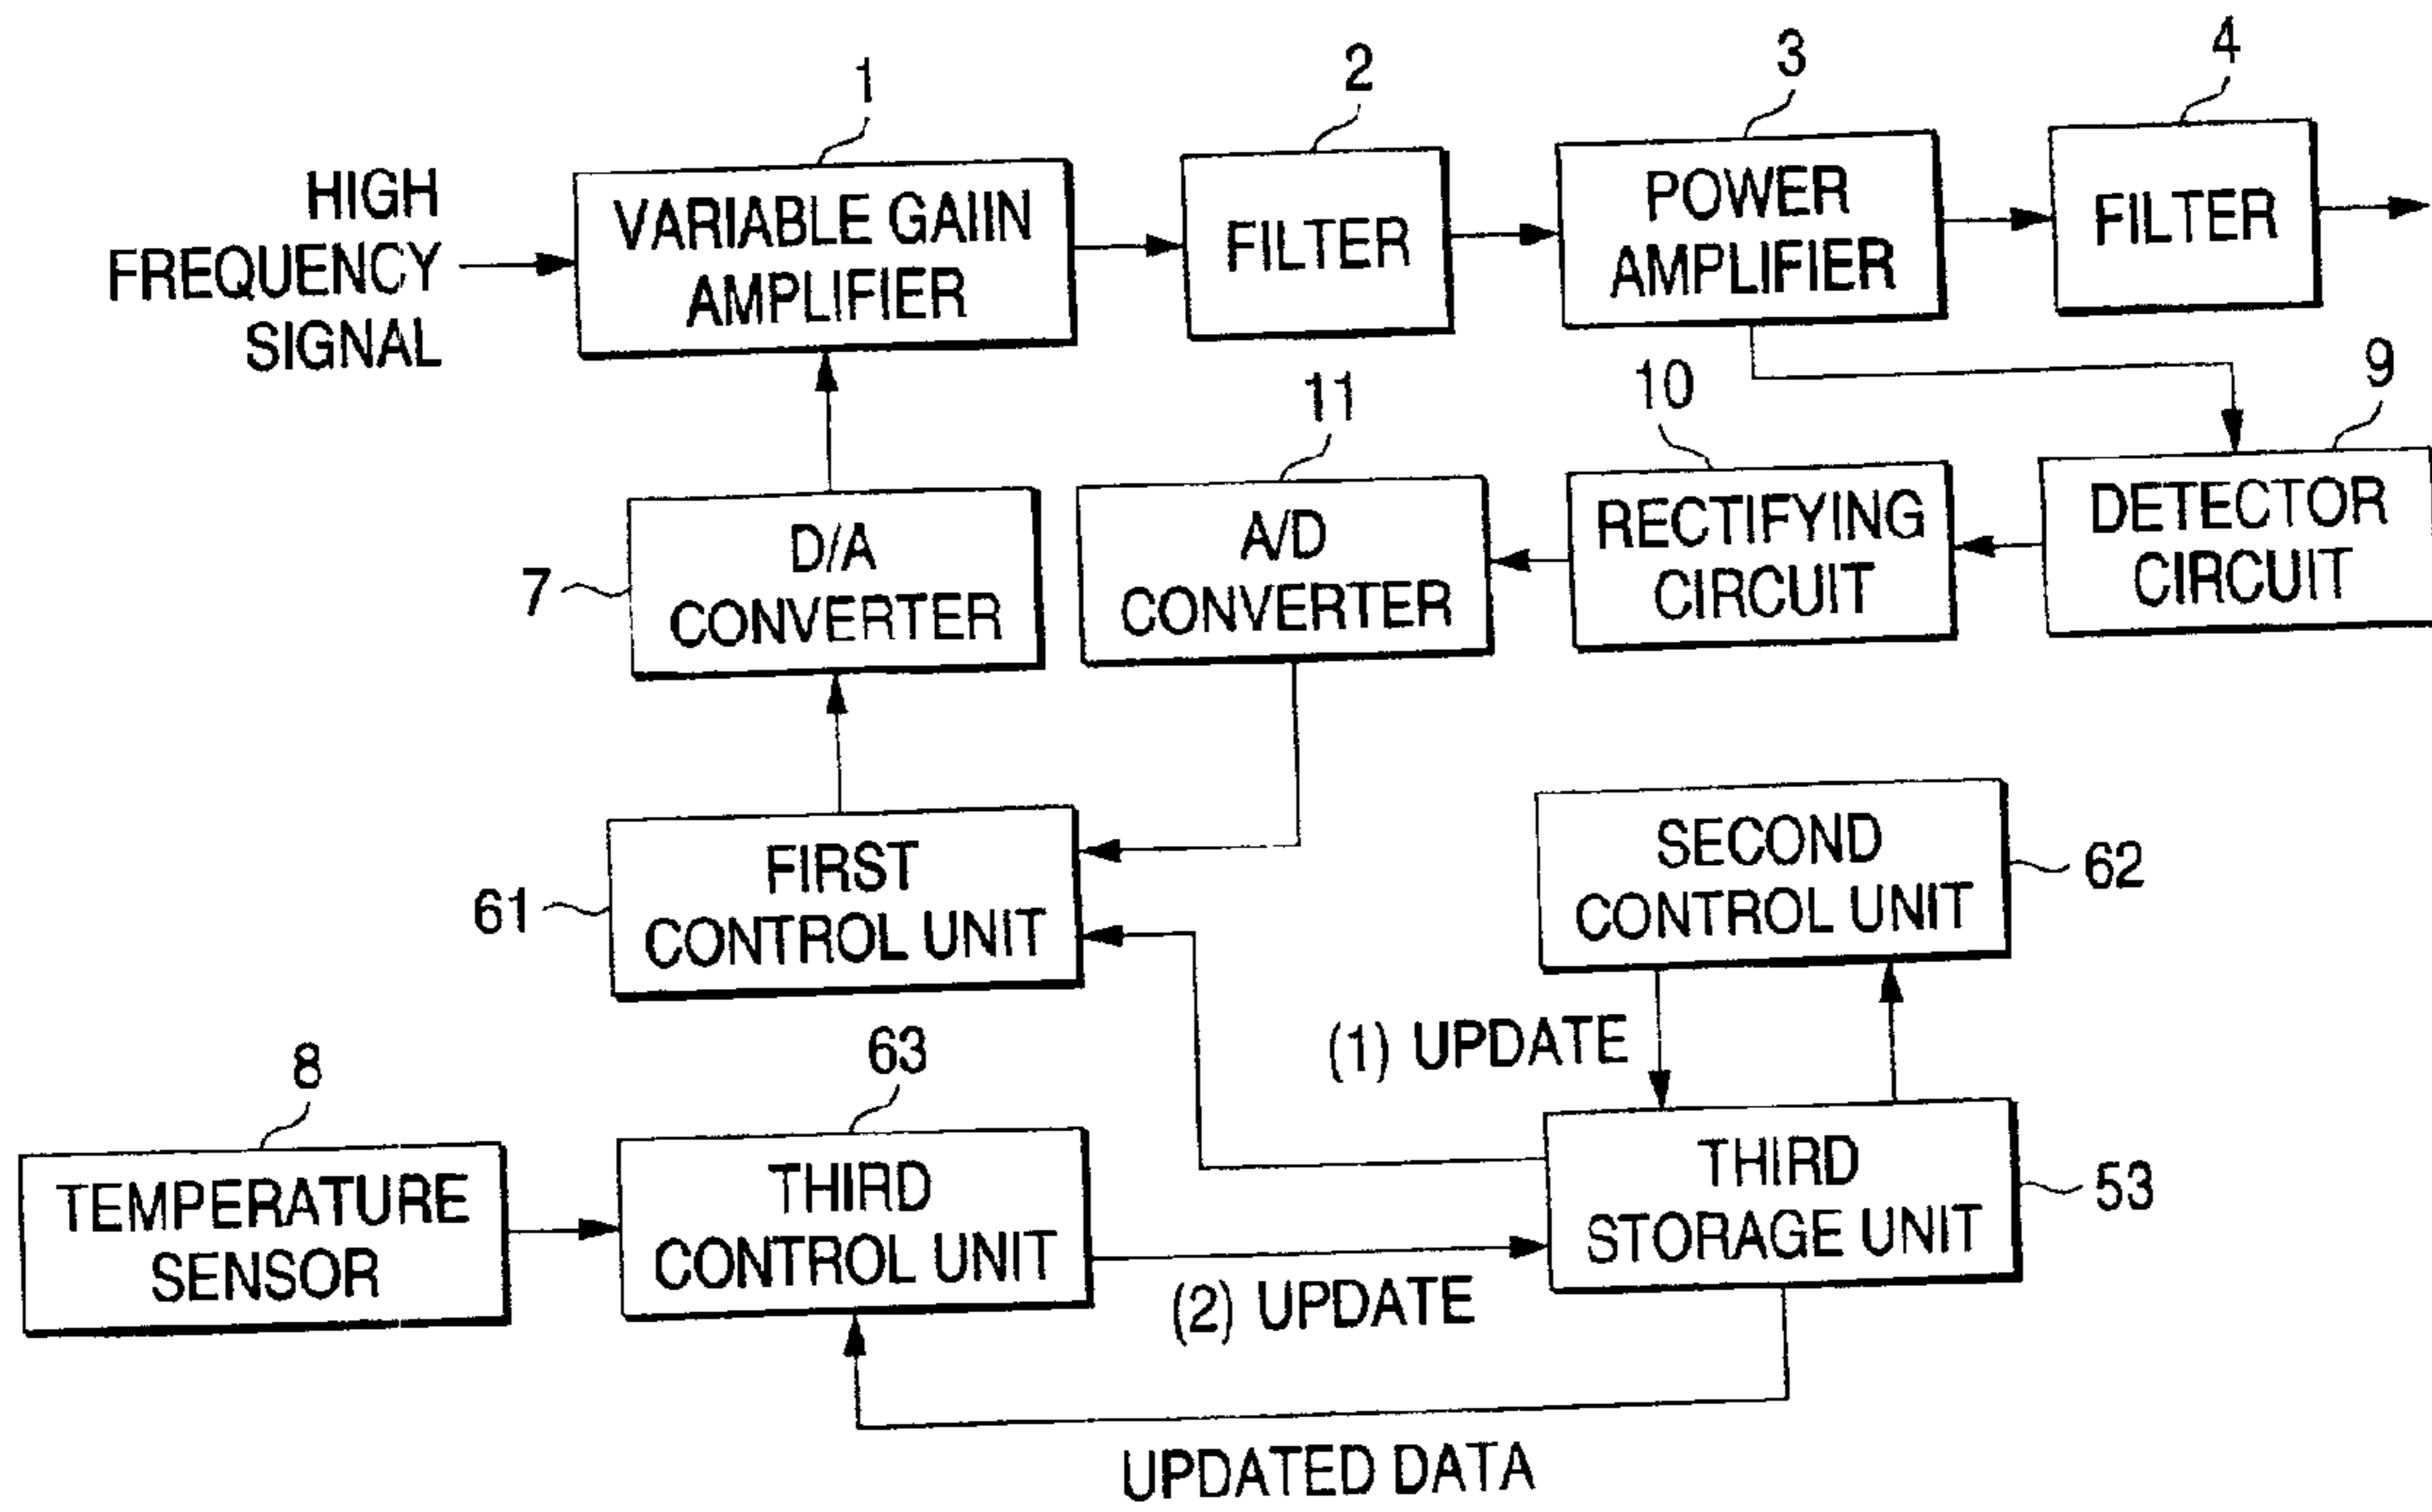 1
2
3
4
HIGH
FREQUENCY
SIGNAL
VARIABLE GAIIN
AMPLIFIER
FILTER
POWER
AMPLIFIER
FILTER
7
D/A
CONVERTER
11
A/D
CONVERTER
10
RECTIFYING
CIRCUIT
9
DETECTOR
CIRCUIT
61
FIRST
CONTROL UNIT
SECOND
CONTROL UNIT
62
(1) UPDATE
8
TEMPERATURE
SENSOR
63
THIRD
CONTROL UNIT
(2) UPDATE
THIRD
STORAGE UNIT
53
UPDATED DATA